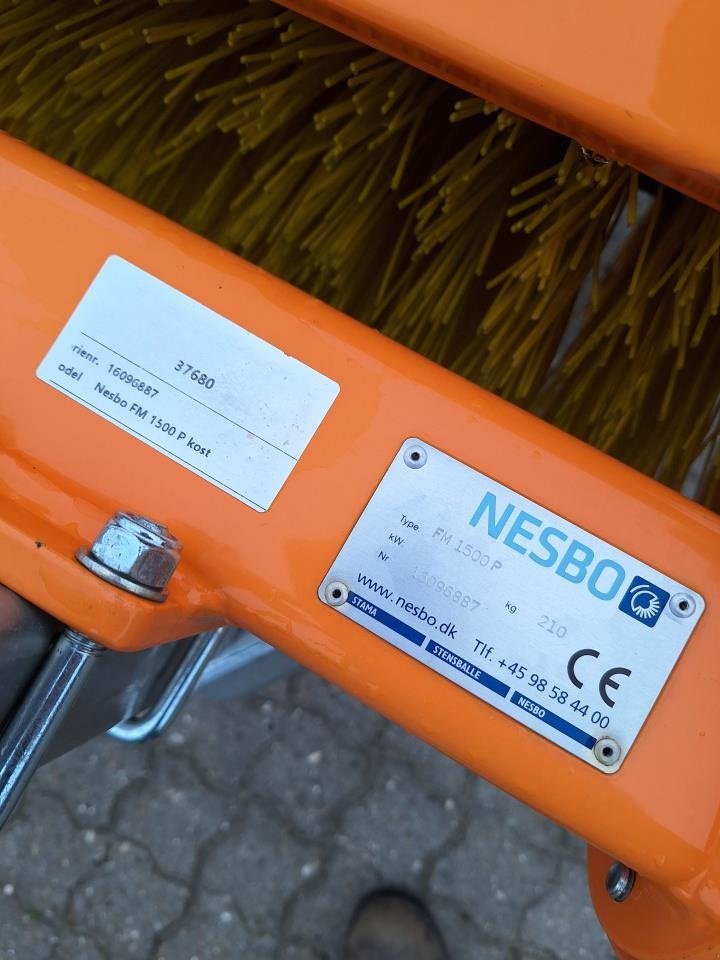 37680
rienr. 16096887
odel Nesbo FM 1500 P kost
NESBO
Type FM 1500 P
kW.
Nr 16096887 kg 210
www.nesbo.dk Tlf. +45 98 58 44 00
CE
STAMA STENSBALLE NESBO